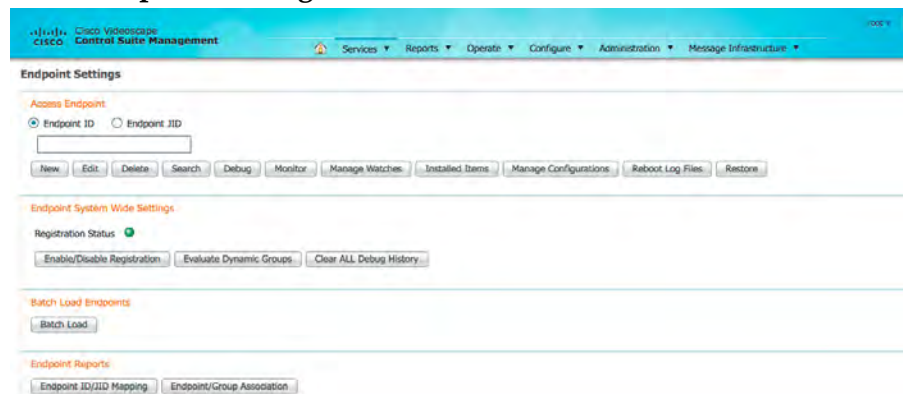 Cisco Videoscape
CISCO Control Suite Management
Services Reports Operate Configure Administration Message Infrastructure
Endpoint Settings
Access Endpoint
Endpoint ID Endpoint JID
New Edit Delete Search Debug Monitor Manage Watches Installed Items Manage Configurations Reboot Log Files Restore
Endpoint System Wide Settings
Registration Status
Enable/Disable Registration Evaluate Dynamic Groups Clear ALL Debug History
Batch Load Endpoints
Batch Load
Endpoint Reports
Endpoint ID/JID Mapping Endpoint/Group Association